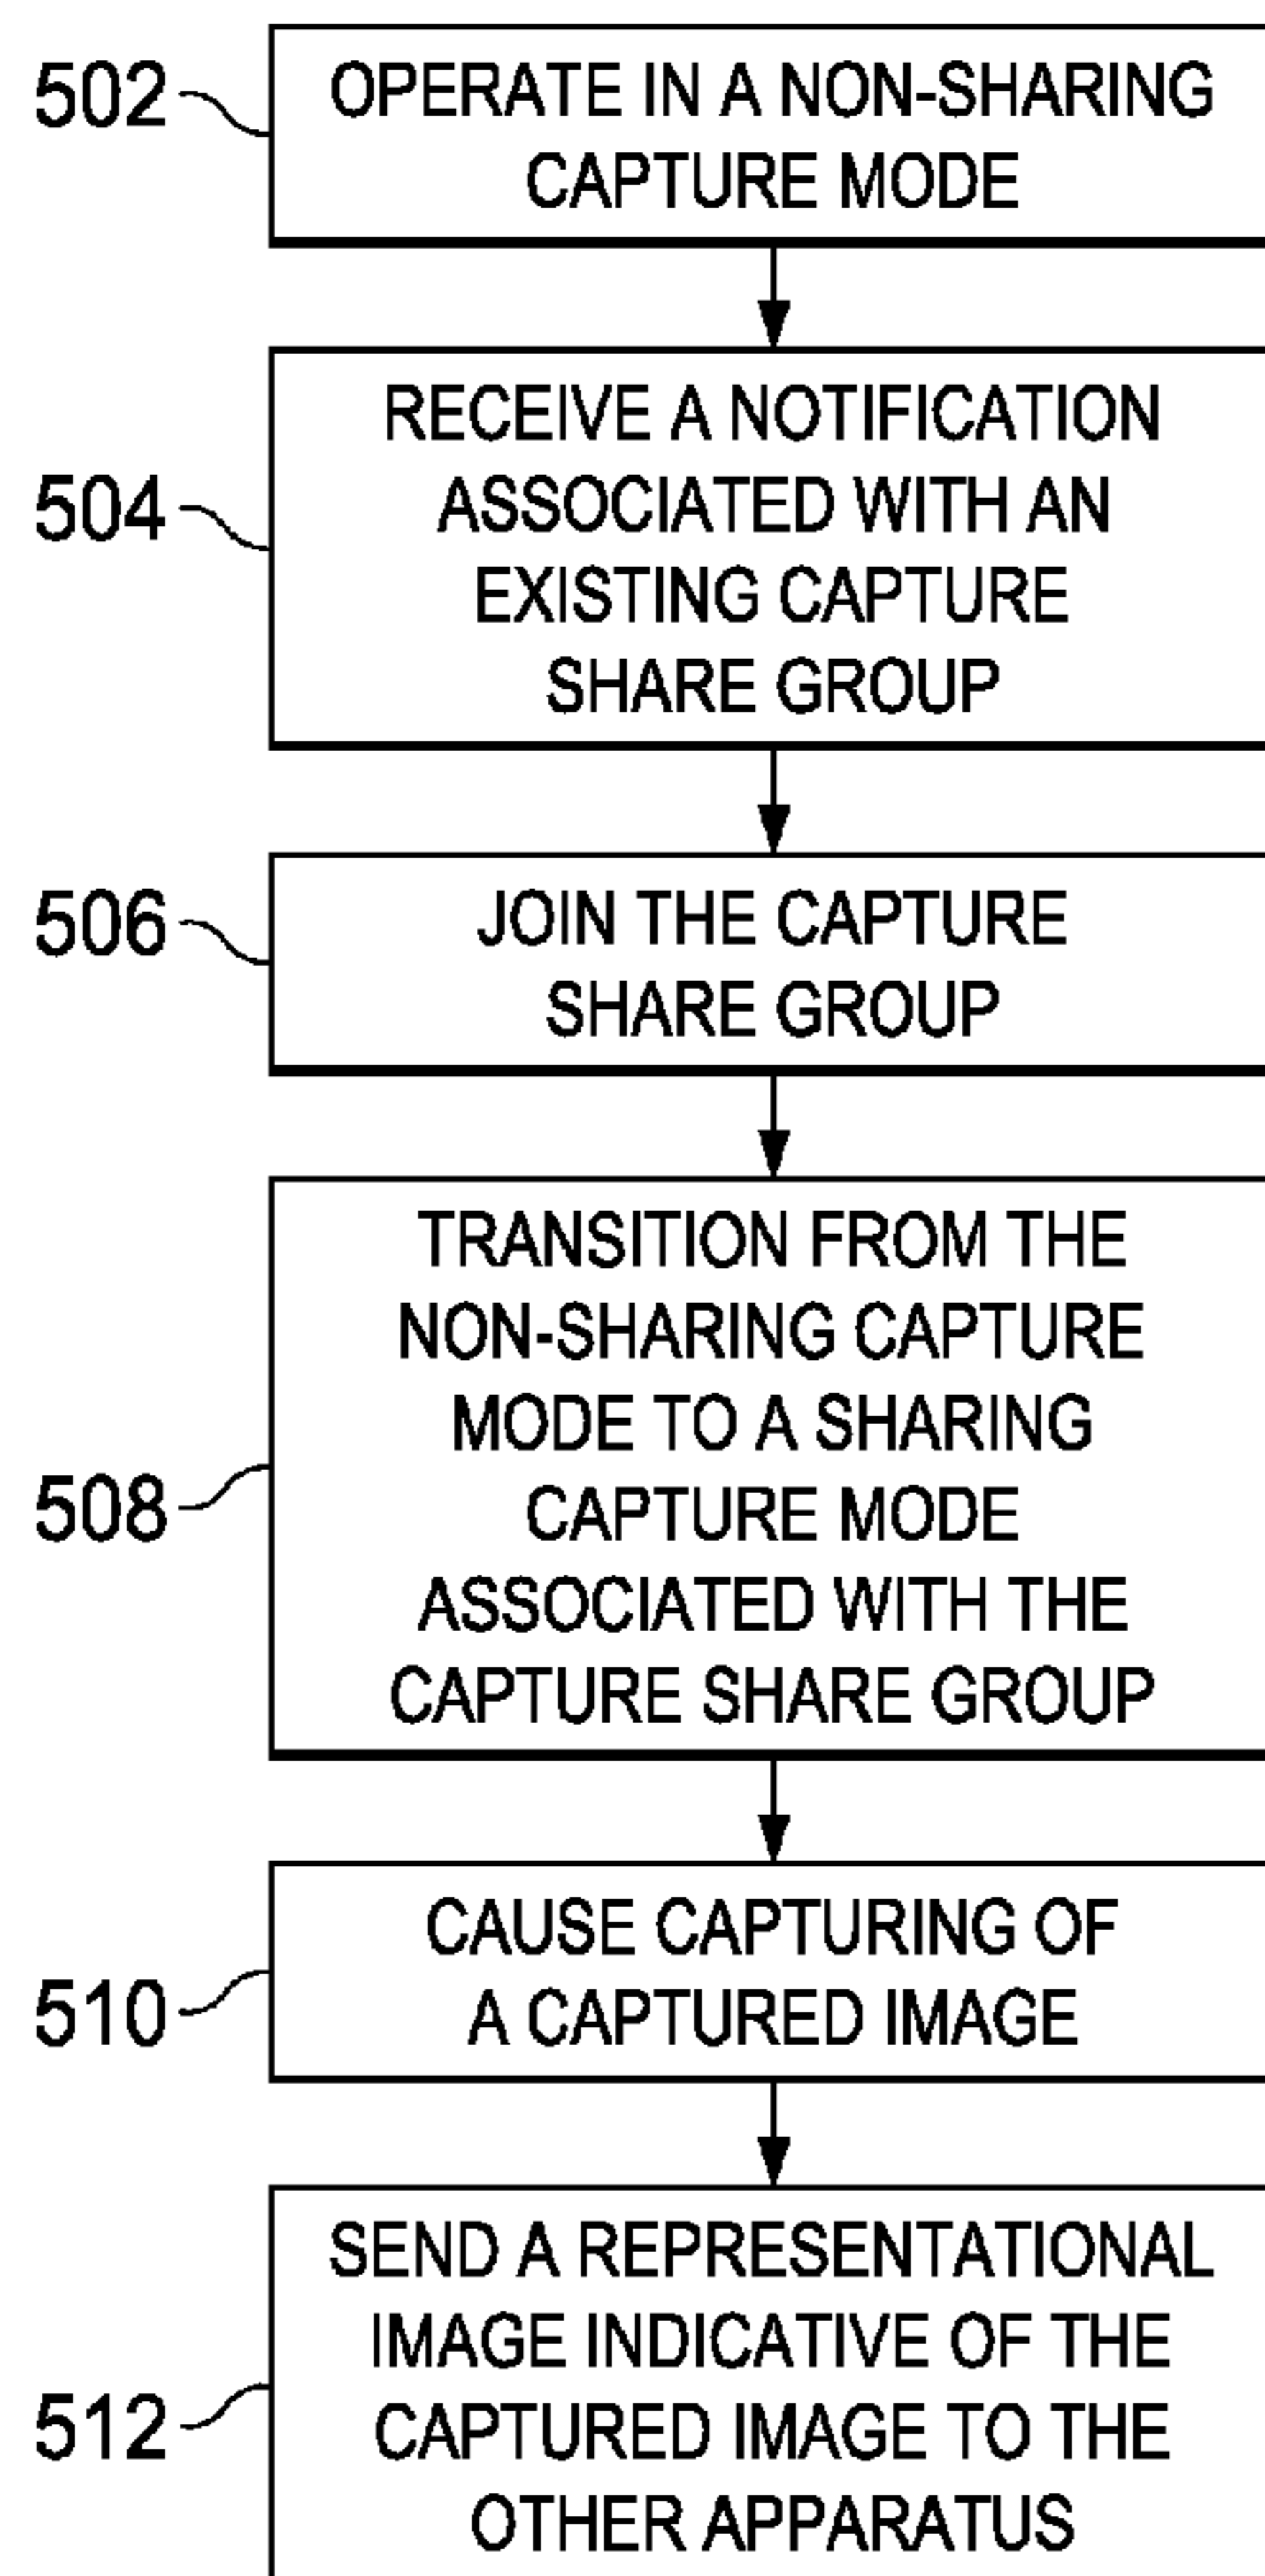 502
OPERATE IN A NON-SHARING
CAPTURE MODE
504
RECEIVE A NOTIFICATION
ASSOCIATED WITH AN
EXISTING CAPTURE
SHARE GROUP
506
JOIN THE CAPTURE
SHARE GROUP
508
TRANSITION FROM THE
NON-SHARING CAPTURE
MODE TO A SHARING
CAPTURE MODE
ASSOCIATED WITH THE
CAPTURE SHARE GROUP
510
CAUSE CAPTURING OF
A CAPTURED IMAGE
512
SEND A REPRESENTATIONAL
IMAGE INDICATIVE OF THE
CAPTURED IMAGE TO THE
OTHER APPARATUS